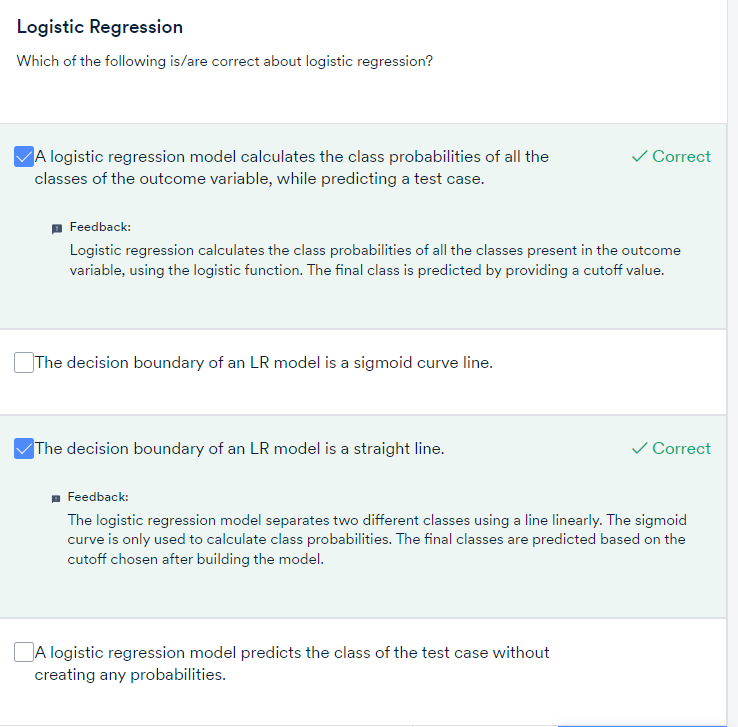 Logistic Regression
Which of the following is/are correct about logistic regression?
A logistic regression model calculates the class probabilities of all the
classes of the outcome variable, while predicting a test case.
Correct
Feedback:
Logistic regression calculates the class probabilities of all the classes present in the outcome
variable, using the logistic function. The final class is predicted by providing a cutoff value.
The decision boundary of an LR model is a sigmoid curve line.
The decision boundary of an LR model is a straight line.
Correct
Feedback:
The logistic regression model separates two different classes using a line linearly. The sigmoid
curve is only used to calculate class probabilities. The final classes are predicted based on the
cutoff chosen after building the model.
A logistic regression model predicts the class of the test case without
creating any probabilities.